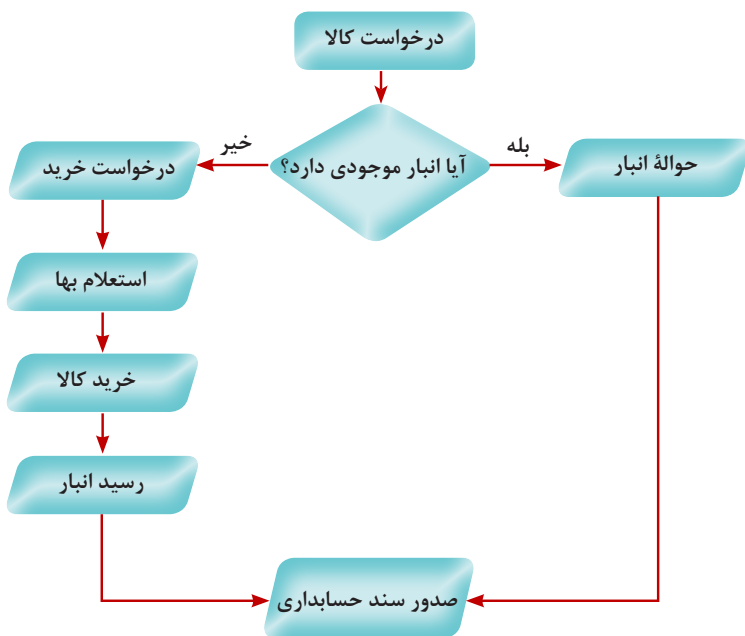 درخواست کالا
آیا انبار موجودی دارد؟
بله
خیر
حوالهٔ انبار
درخواست خرید
استعلام بها
خرید کالا
رسید انبار
صدور سند حسابداری